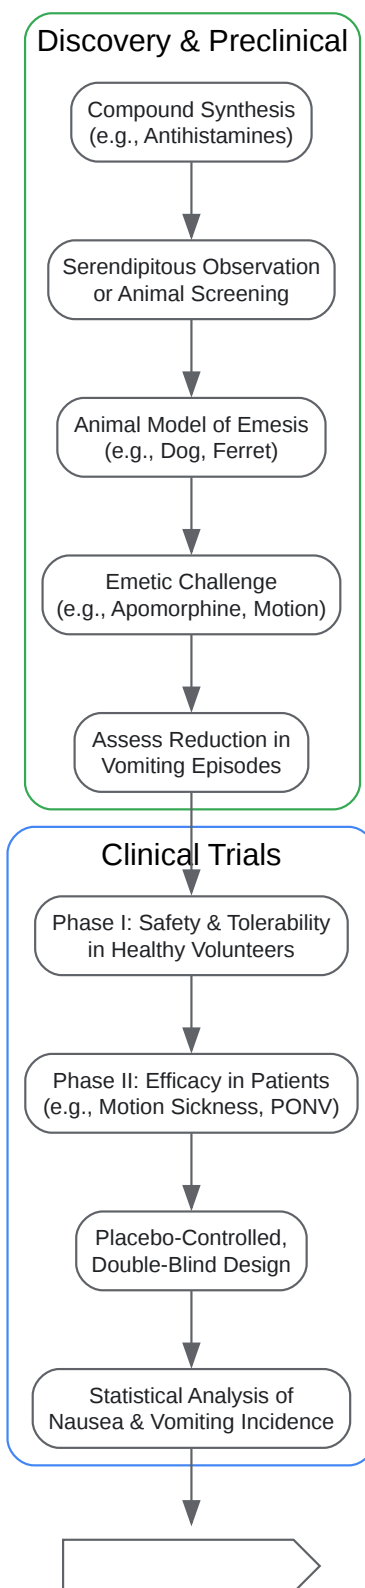 Discovery & Preclinical
Compound Synthesis
(e.g., Antihistamines)
Serendipitous Observation
or Animal Screening
Animal Model of Emesis
(e.g., Dog, Ferret)
Emetic Challenge
(e.g., Apomorphine, Motion)
Assess Reduction in
Vomiting Episodes
Clinical Trials
Phase I: Safety & Tolerability
in Healthy Volunteers
Phase II: Efficacy in Patients
(e.g., Motion Sickness, PONV)
Placebo-Controlled,
Double-Blind Design
Statistical Analysis of
Nausea & Vomiting Incidence